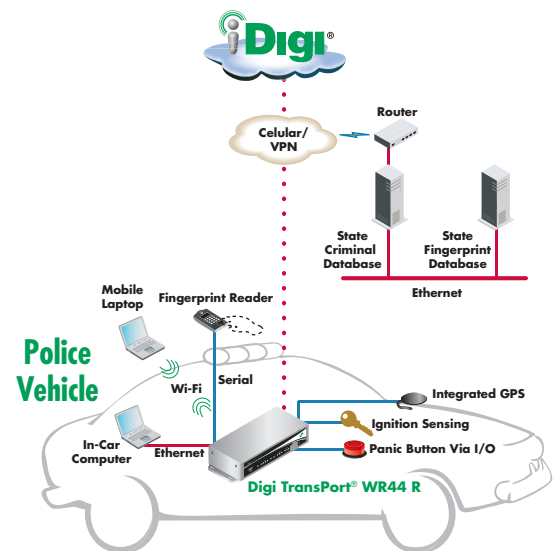 iDigi®
Celular/
VPN
Router
State
Criminal
Database
State
Fingerprint
Database
Ethernet
Mobile
Laptop
Fingerprint Reader
Police
Vehicle
Wi-Fi
Serial
Integrated GPS
Ignition Sensing
In-Car
Computer
Ethernet
Panic Button Via I/O
Digi TransPort® WR44 R